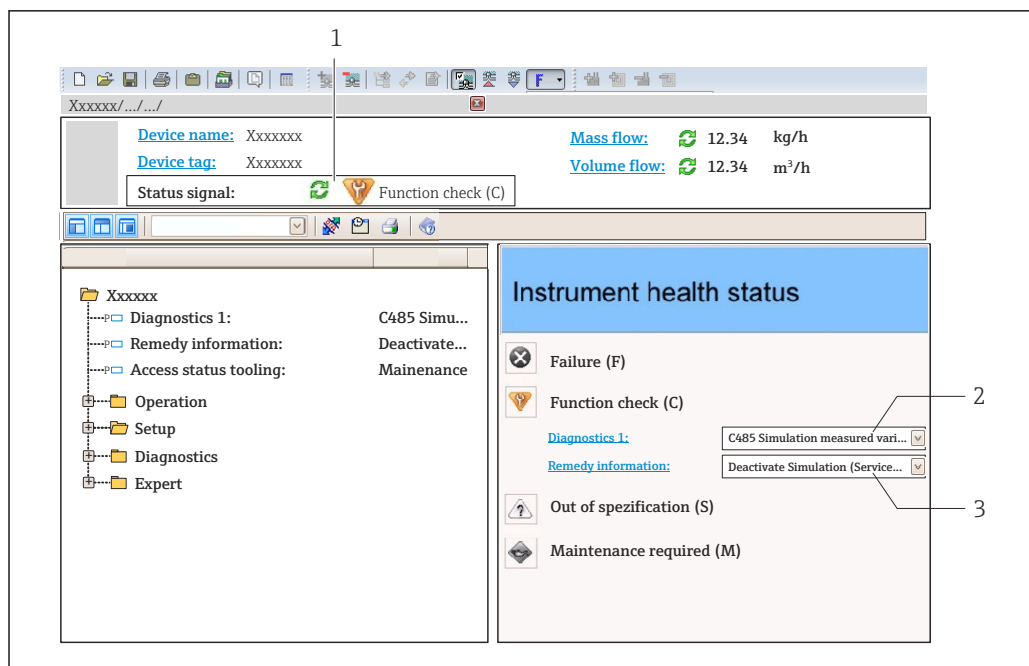 1
F
Xxxxxx/.../.../
Device name: Xxxxxxx
Mass flow: 12.34 kg/h
Device tag: Xxxxxxx
Volume flow: 12.34 m³/h
Status signal: Function check (C)
Xxxxxx
P Diagnostics 1: C485 Simu...
P Remedy information: Deactivate...
P Access status tooling: Mainenance
Operation
Setup
Diagnostics
Expert
Instrument health status
Failure (F)
Function check (C)
2
Diagnostics 1: C485 Simulation measured vari...
Remedy information: Deactivate Simulation (Service...
3
Out of spezification (S)
Maintenance required (M)